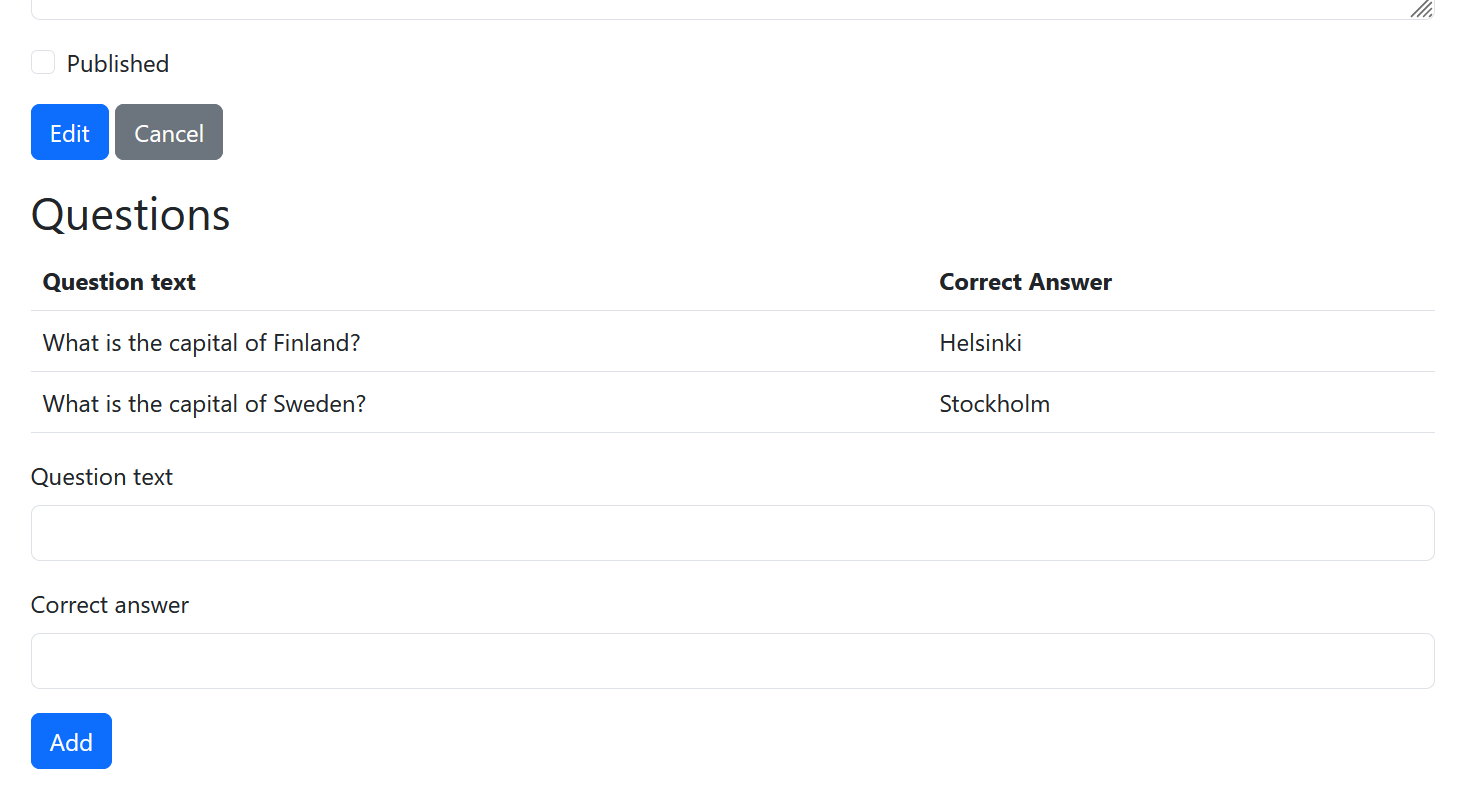 Published
Edit Cancel
Questions
Question text Correct Answer
What is the capital of Finland? Helsinki
What is the capital of Sweden? Stockholm
Question text
Correct answer
Add